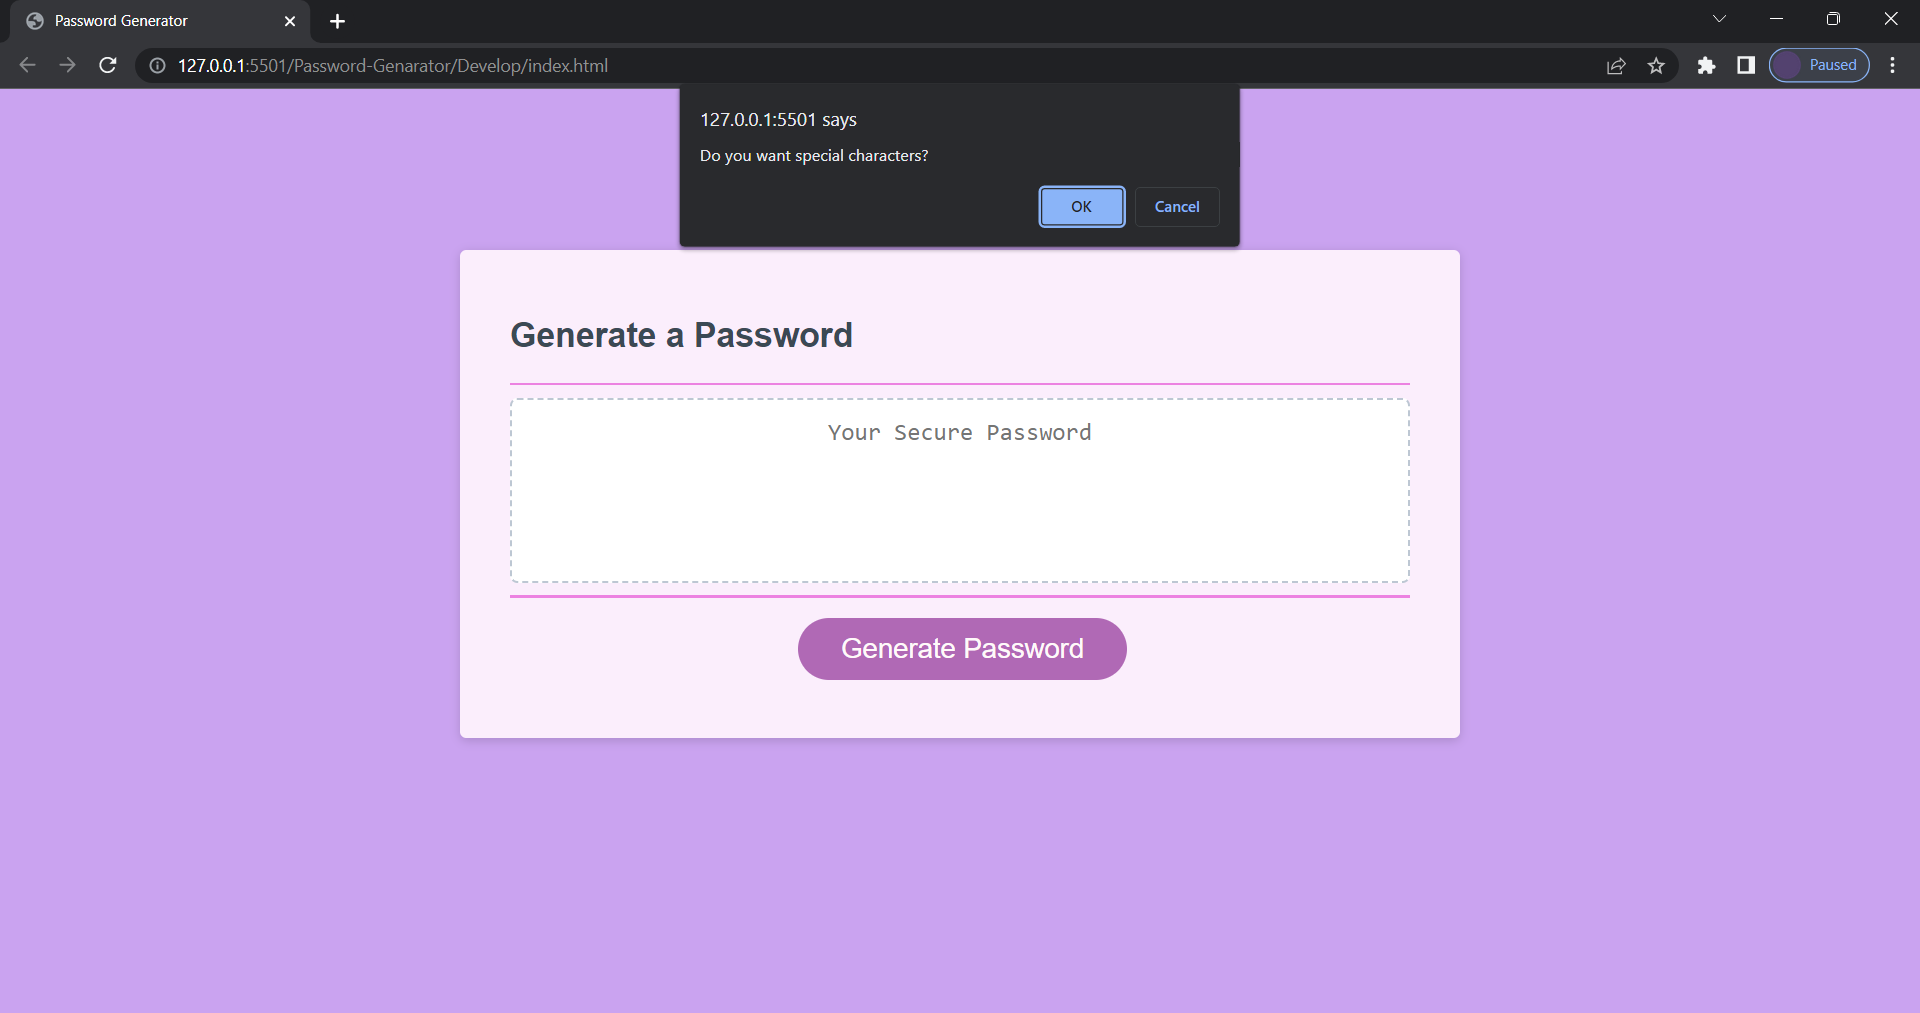 Password Generator
127.0.0.1:5501/Password-Genarator/Develop/index.html
Paused
127.0.0.1:5501 says
Do you want special characters?
OK
Cancel
Generate a Password
Your Secure Password
Generate Password